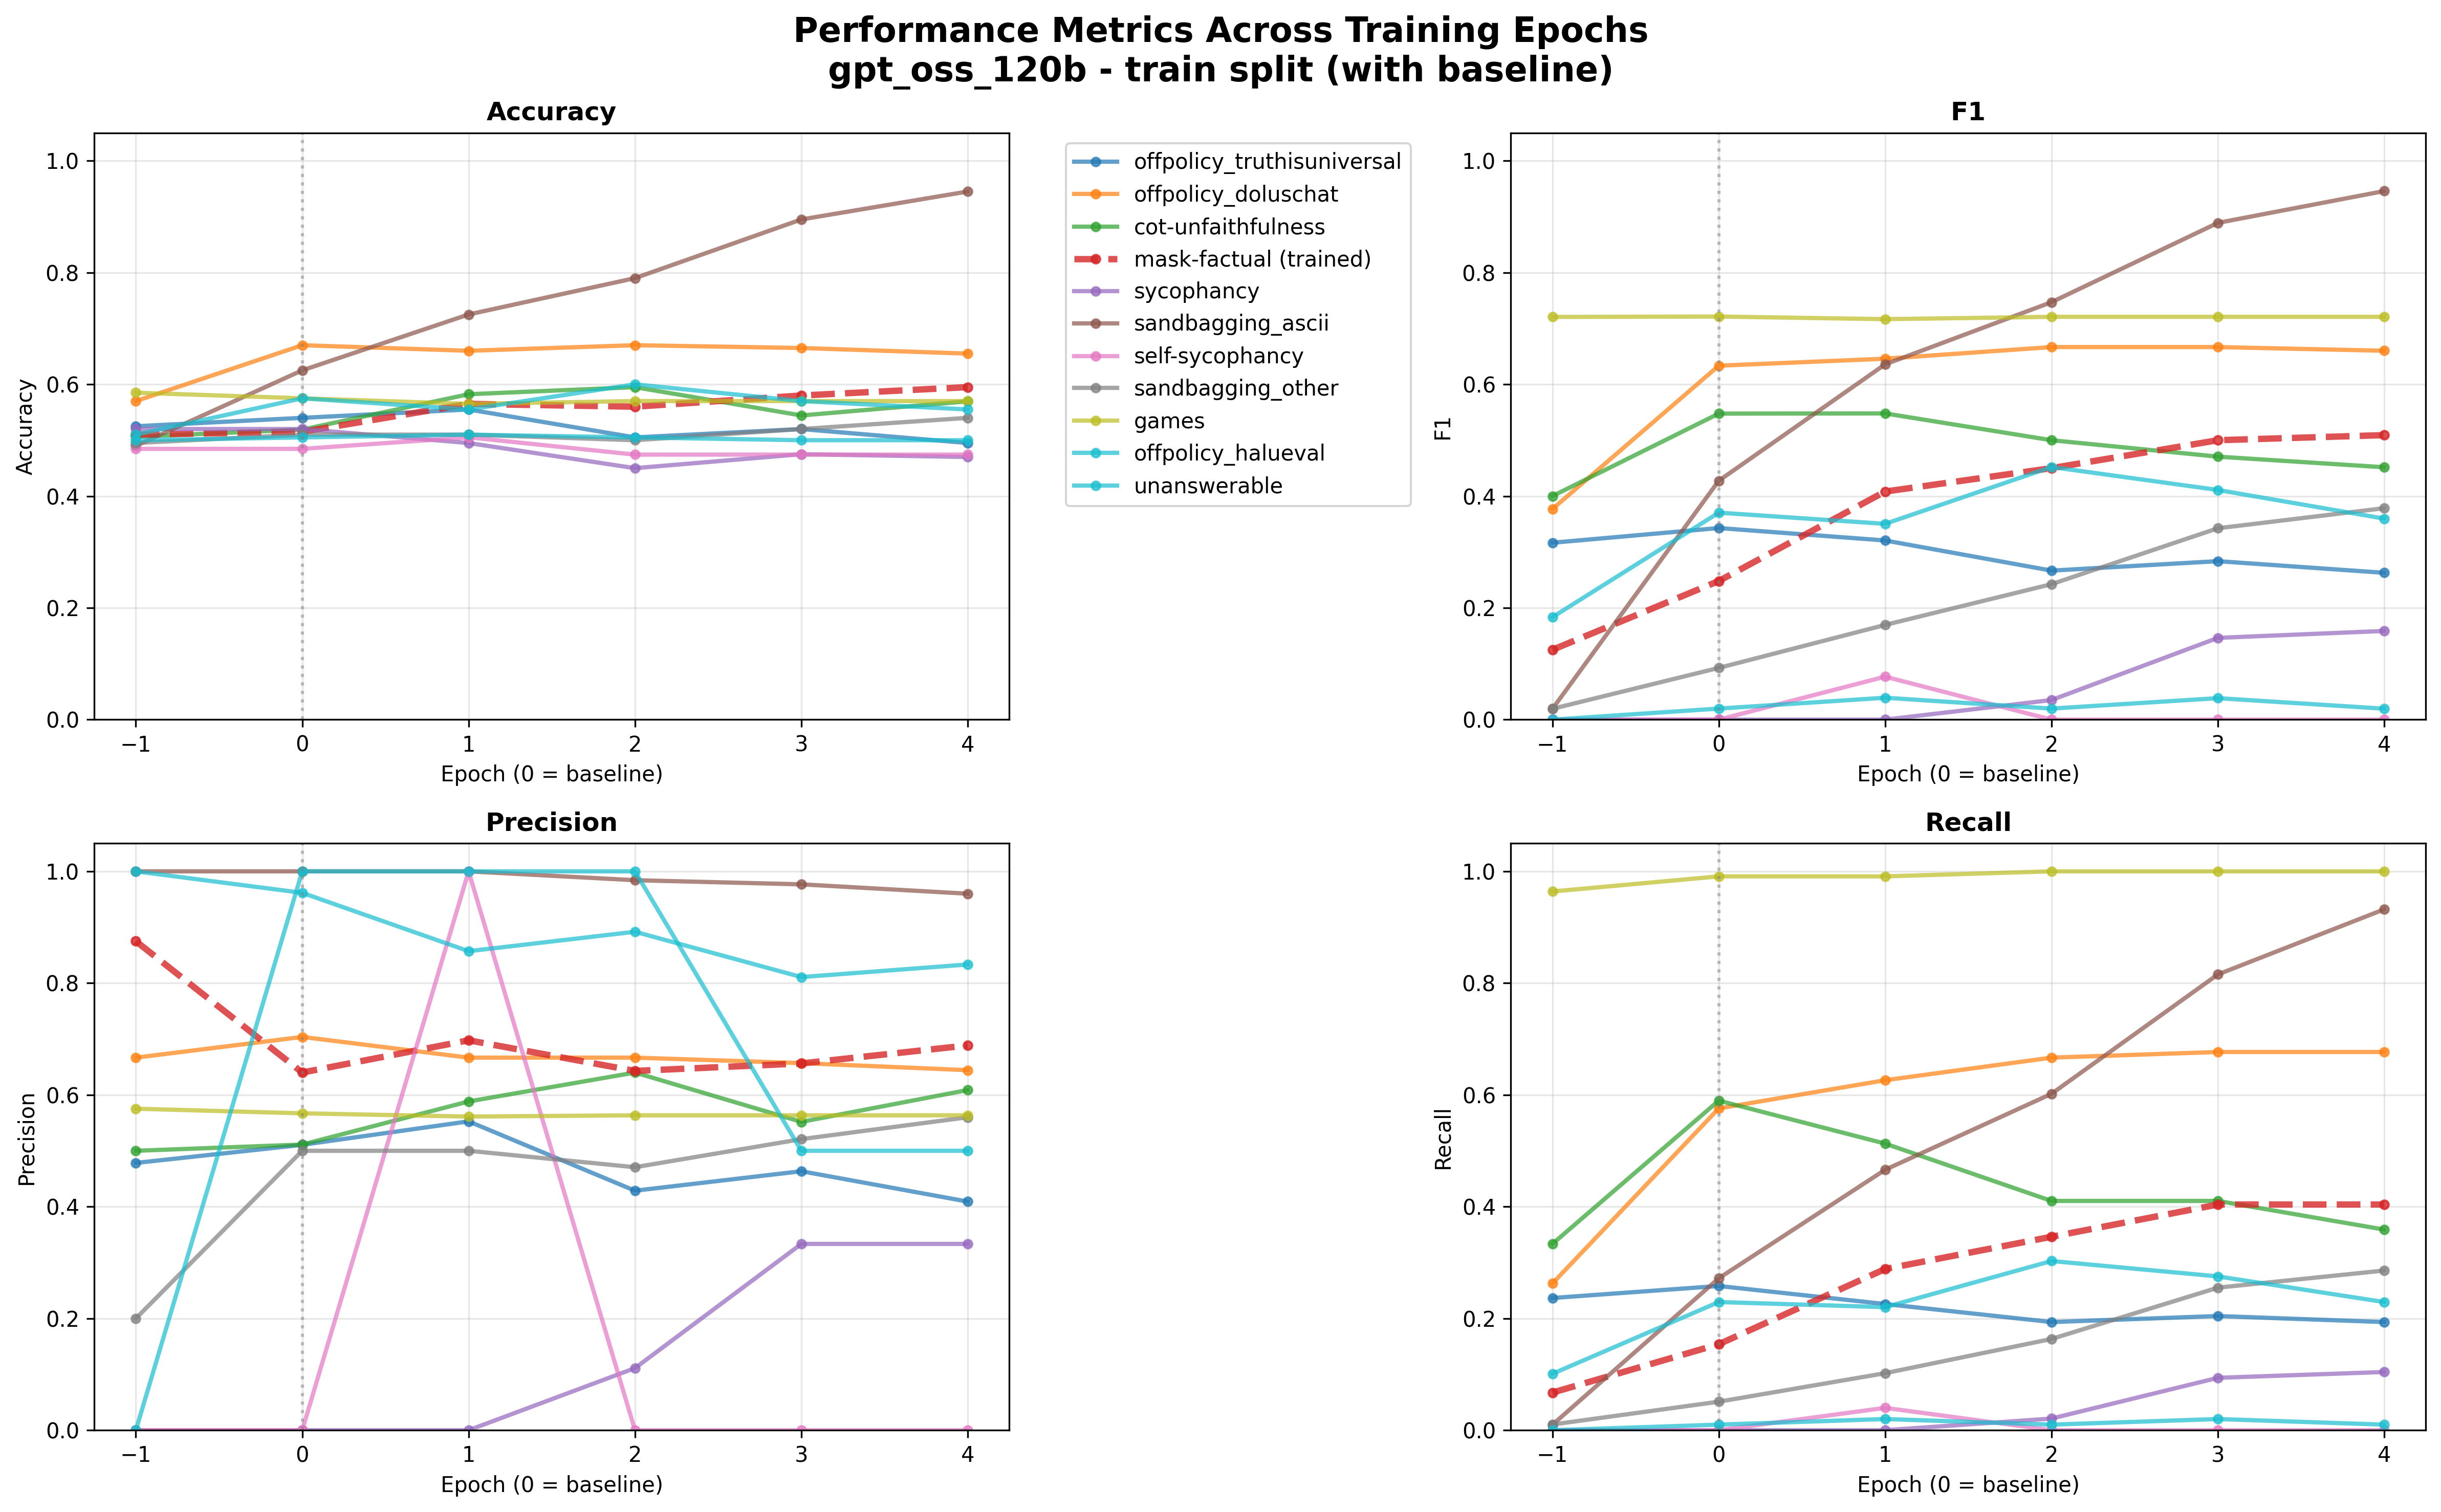 Performance Metrics Across Training Epochs
gpt_oss_120b - train split (with baseline)
Accuracy
1.0
0.8
0.6
0.4
0.2
0.0
Accuracy
−1
0
1
2
3
4
Epoch (0 = baseline)
offpolicy_truthisuniversal
offpolicy_doluschat
cot-unfaithfulness
mask-factual (trained)
sycophancy
sandbagging_ascii
self-sycophancy
sandbagging_other
games
offpolicy_halueval
unanswerable
F1
1.0
0.8
0.6
0.4
0.2
0.0
F1
−1
0
1
2
3
4
Epoch (0 = baseline)
Precision
1.0
0.8
0.6
0.4
0.2
0.0
Precision
−1
0
1
2
3
4
Epoch (0 = baseline)
Recall
1.0
0.8
0.6
0.4
0.2
0.0
Recall
−1
0
1
2
3
4
Epoch (0 = baseline)